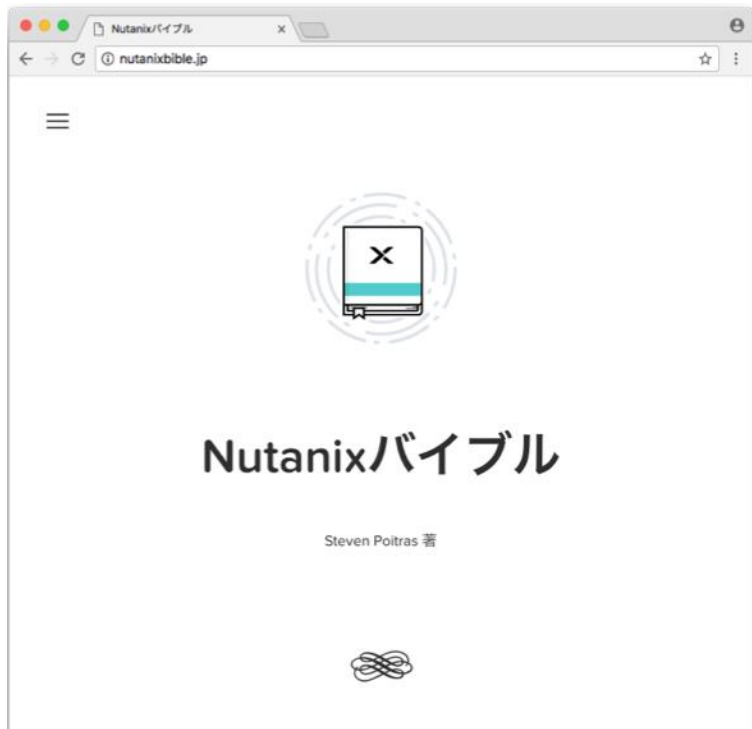 Nutanixバイブル
nutanixbible.jp
Nutanixバイブル
Steven Poitras 著